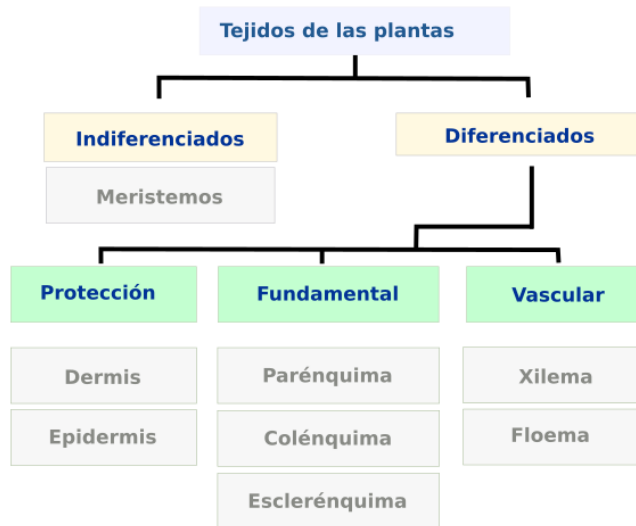 Tejidos de las plantas
Indiferenciados
Diferenciados
Meristemos
Protección
Fundamental
Vascular
Dermis
Parénquima
Xilema
Epidermis
Colénquima
Floema
Esclerénquima